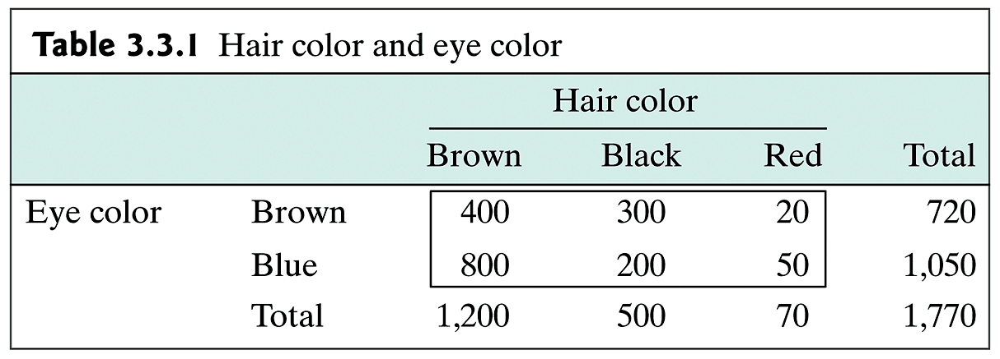 Table 3.3.1 Hair color and eye color
Hair color
Brown Black Red Total
Eye color Brown 400 300 20 720
Blue 800 200 50 1,050
Total 1,200 500 70 1,770